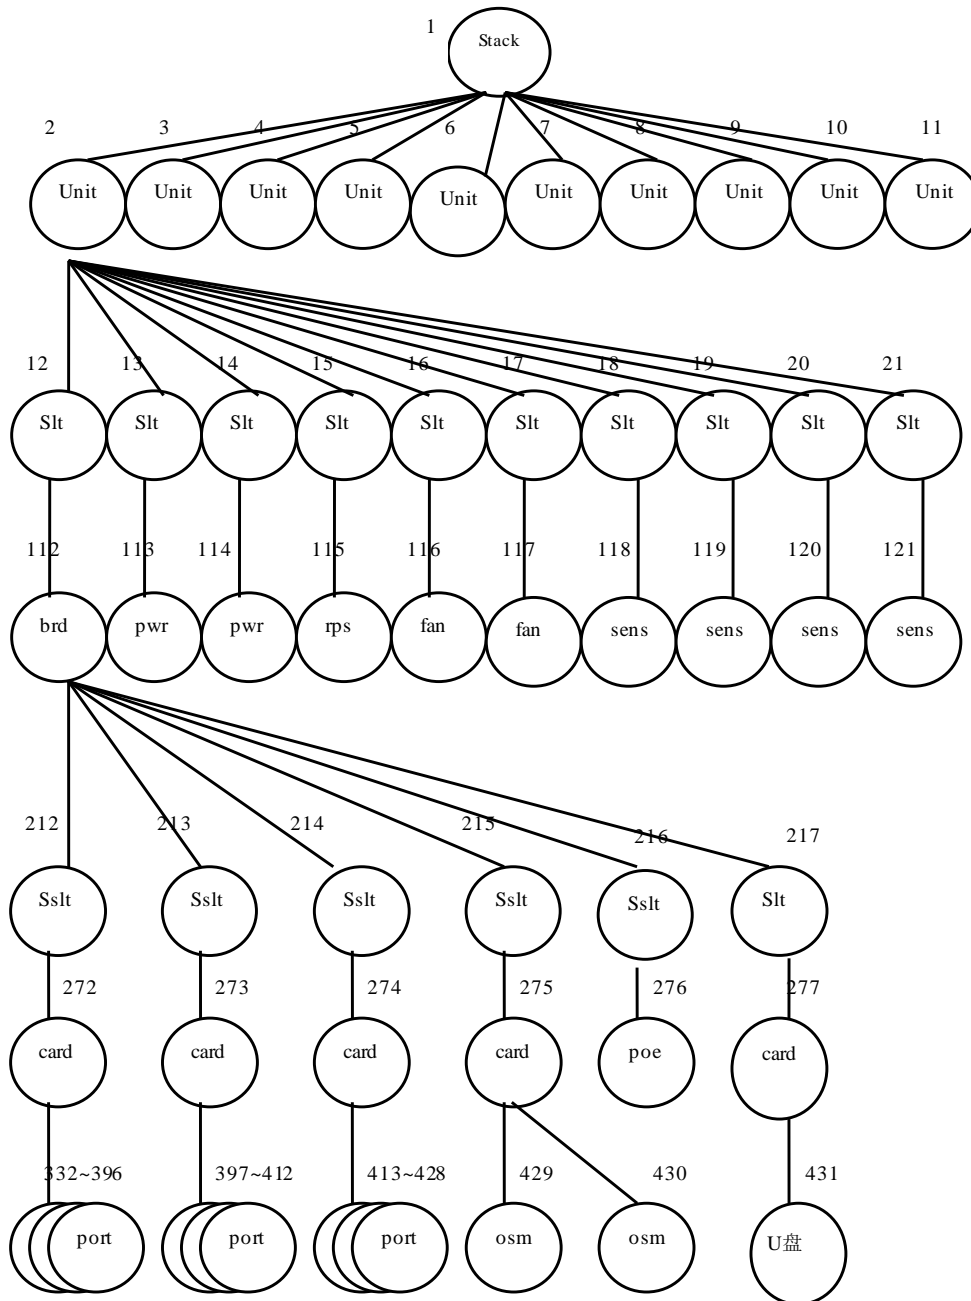 1
Stack
2 3 4 5 6 7 8 9 10 11
Unit Unit Unit Unit Unit Unit Unit Unit Unit Unit
12 13 14 15 16 17 18 19 20 21
Slt Slt Slt Slt Slt Slt Slt Slt Slt Slt
112 113 114 115 116 117 118 119 120 121
brd pwr pwr rps fan fan sens sens sens sens
212 213 214 215 216 217
Sslt Sslt Sslt Sslt Sslt Slt
272 273 274 275 276 277
card card card card poe card
332~396 397~412 413~428 429 430 431
port port port osm osm U盘